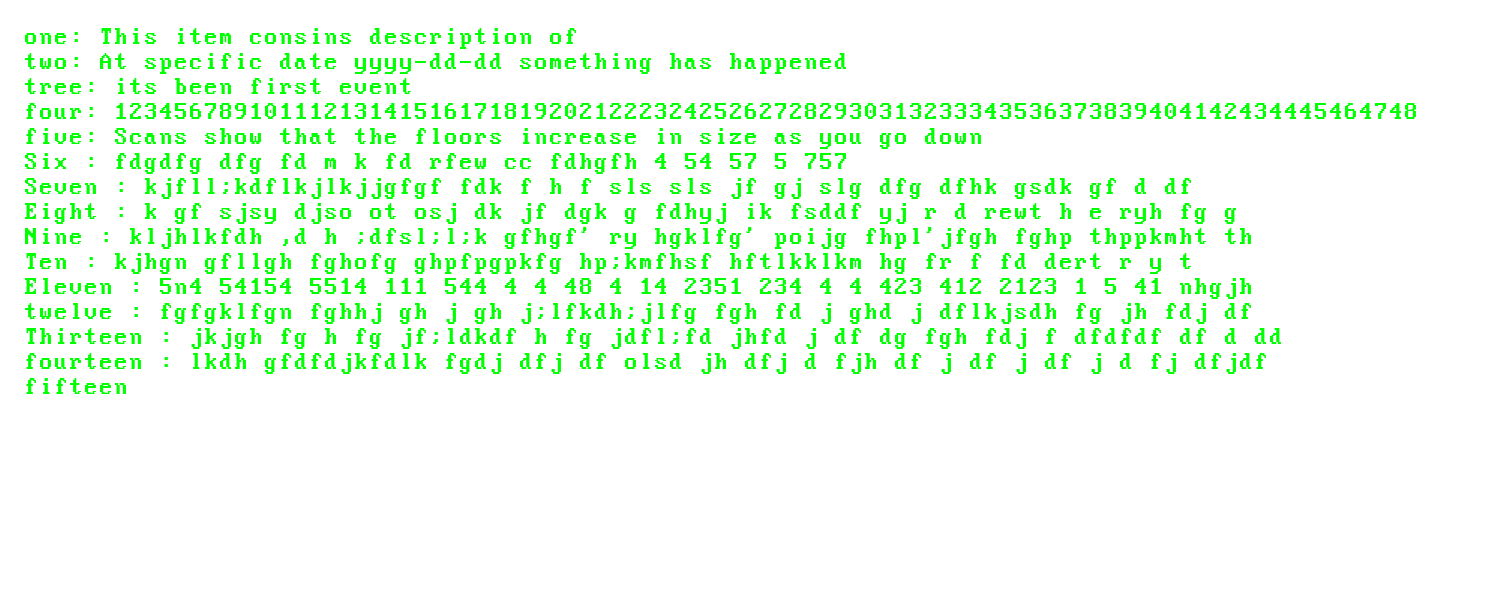 one: This item consins description of
two: At specific date yyyy-dd-dd something has happened
tree: its been first event
four: 123456789101112131415161718192021222324252627282930313233343536373839404142434445464748
five: Scans show that the floors increase in size as you go down
Six : fdgdfg dfg fd m k fd rfew cc fdhgfh 4 54 57 5 757
Seven : kjfll;kdflkjlkjjgfgf fdk f h f sls sls jf gj slg dfg dfhk gsdk gf d df
Eight : k gf sjsy djso ot osj dk jf dgk g fdhyj ik fsddf yj r d rewt h e ryh fg g
Nine : kljhlkfdh ,d h ;dfsl;l;k gfhgf' ry hgklfg' poijg fhpl'jfgh fghp thppkmht th
Ten : kjhgn gfllgh fghofg ghpfpgpkfg hp;kmfhsf hftlkklkm hg fr f fd dert r y t
Eleven : 5n4 54154 5514 111 544 4 4 48 4 14 2351 234 4 4 423 412 2123 1 5 41 nhgjh
twelve : fgfgklfgn fghhj gh j gh j;lfkdh;jlfg fgh fd j ghd j dflkjsdh fg jh fdj df
Thirteen : jkjgh fg h fg jf;ldkdf h fg jdfl;fd jhfd j df dg fgh fdj f dfdfdf df d dd
fourteen : lkdh gfdfdjkfdlk fgdj dfj df olsd jh dfj d fjh df j df j df j d fj dfjdf
fifteen